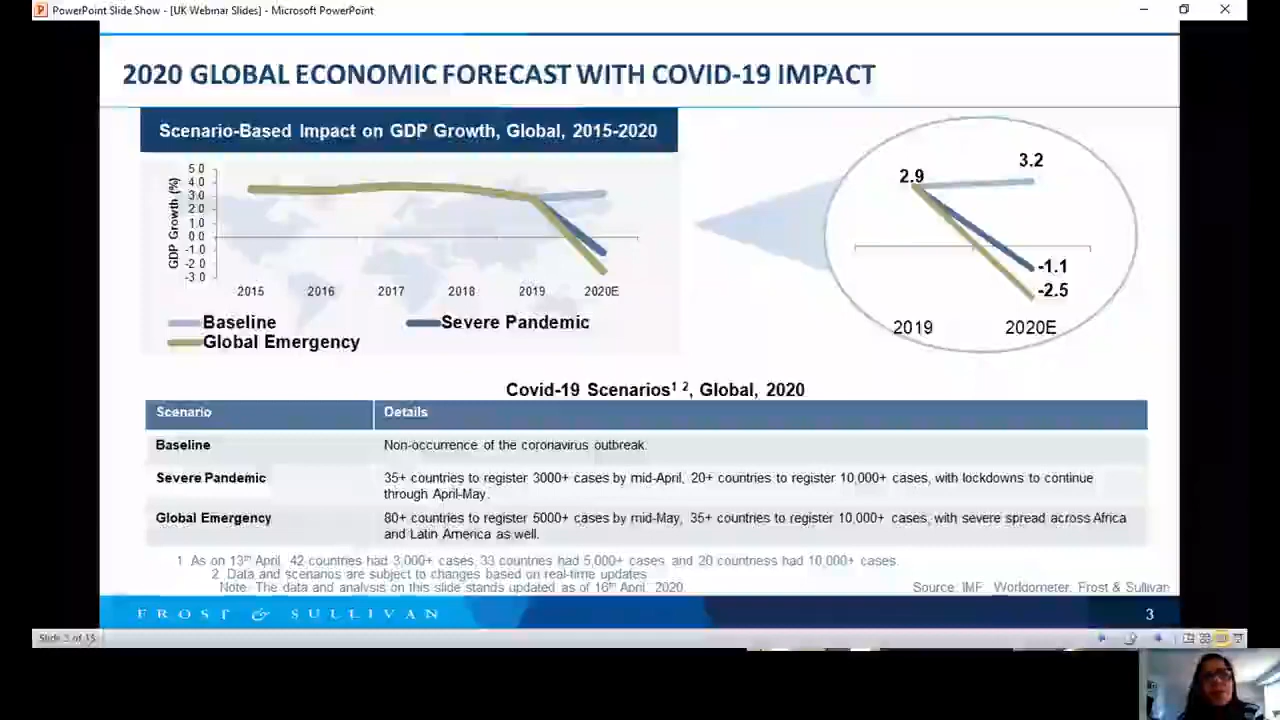 PowerPoint Slide Show - [UK Webinar Slides] - Microsoft PowerPoint
2020 GLOBAL ECONOMIC FORECAST WITH COVID-19 IMPACT
Scenario-Based Impact on GDP Growth, Global, 2015-2020
GDP Growth (%)
5.0
4.0
3.0
2.0
1.0
0.0
-1.0
-2.0
-3.0
2015 2016 2017 2018 2019 2020E
Baseline Severe Pandemic
Global Emergency
2.9
3.2
-1.1
-2.5
2019 2020E
Covid-19 Scenarios¹ ², Global, 2020
Scenario Details
Baseline Non-occurrence of the coronavirus outbreak.
Severe Pandemic 35+ countries to register 3000+ cases by mid-April, 20+ countries to register 10,000+ cases, with lockdowns to continue
through April-May.
Global Emergency 80+ countries to register 5000+ cases by mid-May, 35+ countries to register 10,000+ cases, with severe spread across Africa
and Latin America as well.
1 As on 13th April, 42 countries had 3,000+ cases, 33 countries had 5,000+ cases and 20 countriess had 10,000+ cases.
2 Data and scenarios are subject to changes based on real-time updates
Note: The data and analysis on this slide stands updated as of 16th April, 2020.
Source: IMF, Worldometer, Frost & Sullivan
FROST & SULLIVAN
3
Slide 3 of 15